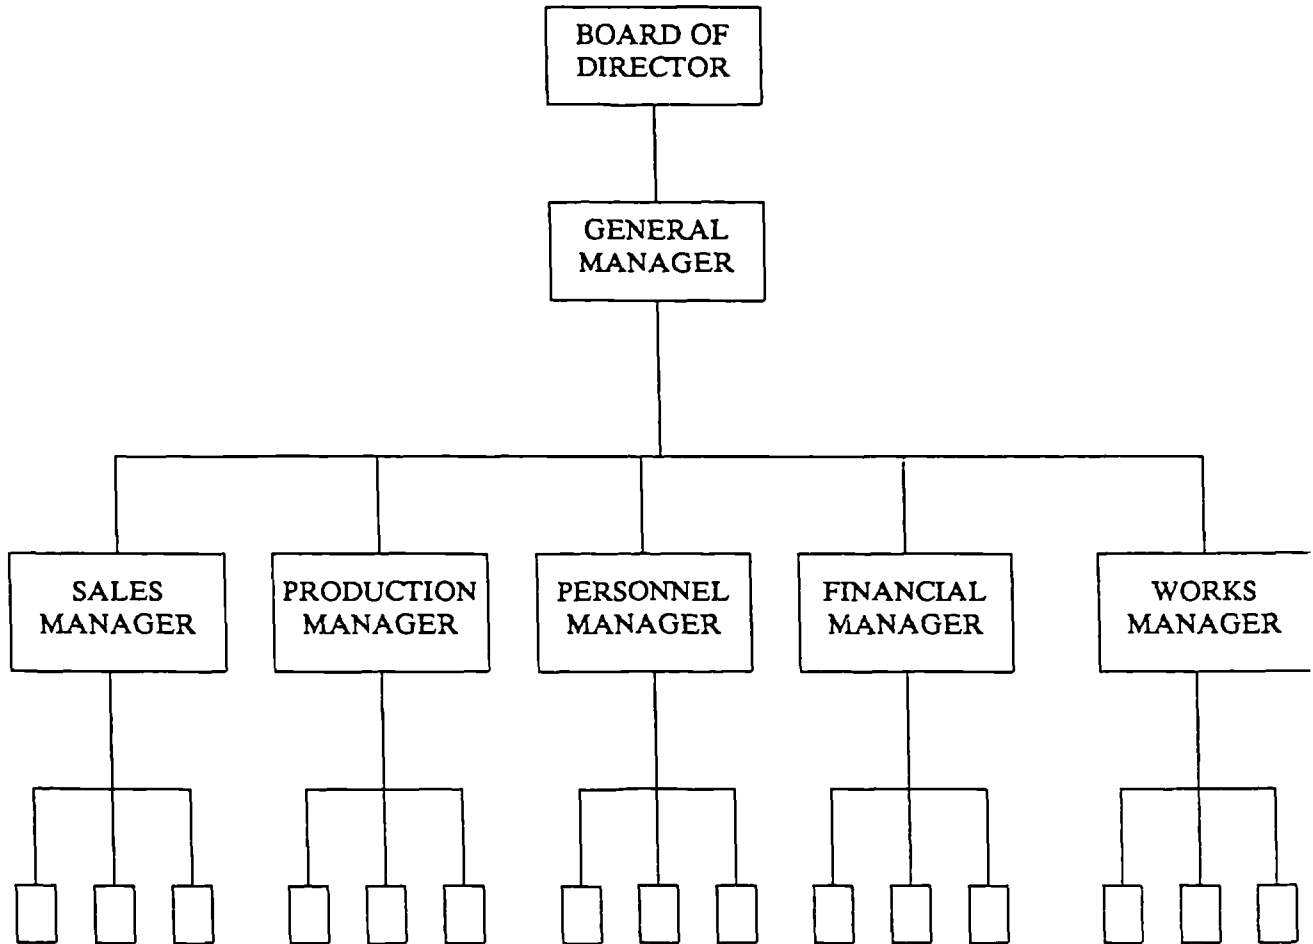 BOARD OF
DIRECTOR
GENERAL
MANAGER
SALES
MANAGER
PRODUCTION
MANAGER
PERSONNEL
MANAGER
FINANCIAL
MANAGER
WORKS
MANAGER